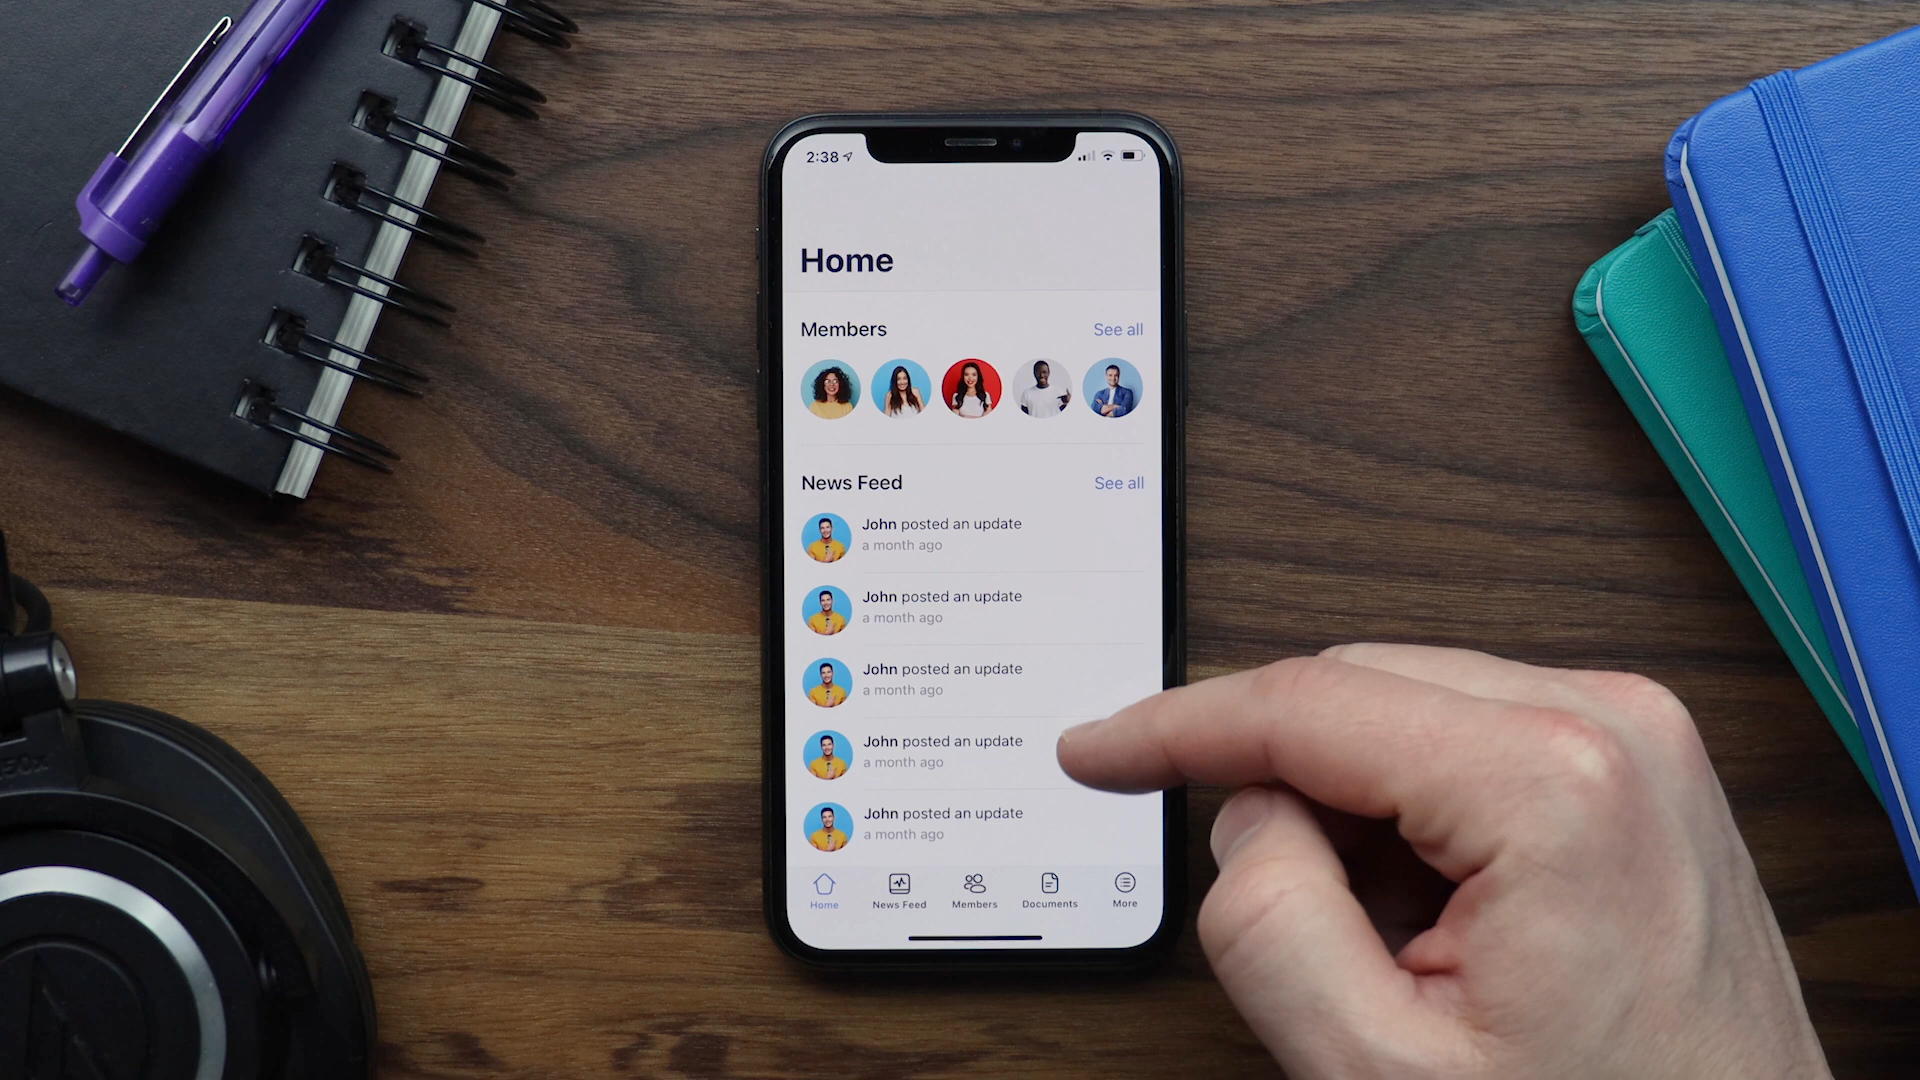 2:38
Home
Members See all
News Feed See all
John posted an update
a month ago
John posted an update
a month ago
John posted an update
a month ago
John posted an update
a month ago
John posted an update
a month ago
Home News Feed Members Documents More
50x